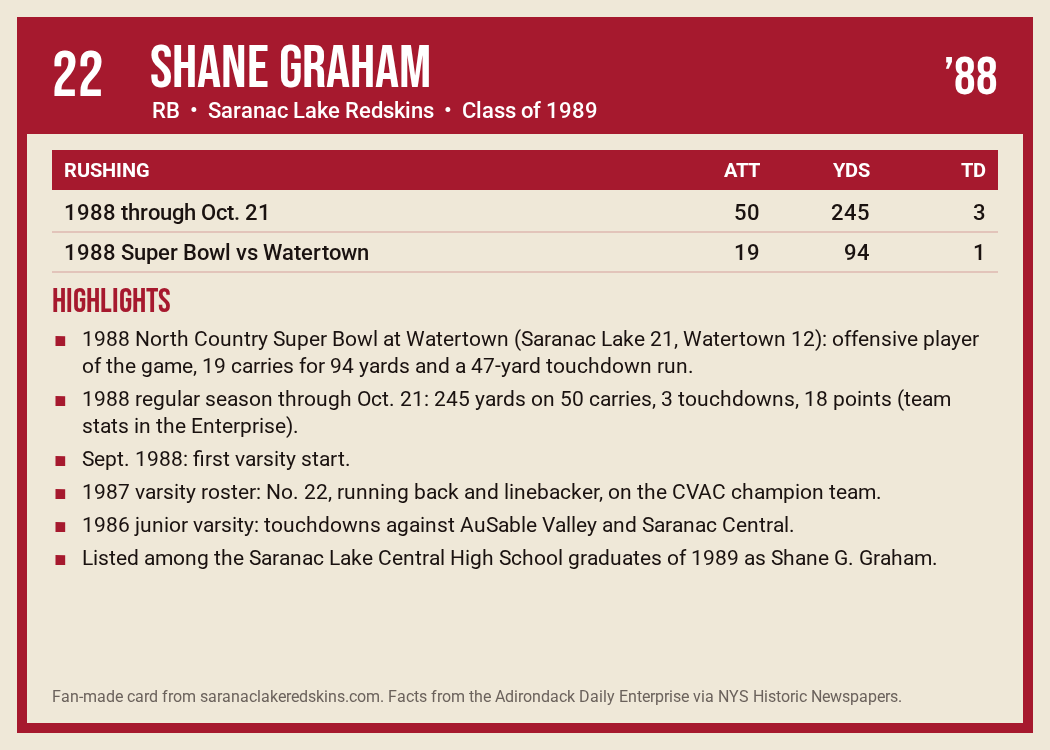 22 SHANE GRAHAM ’88
RB • Saranac Lake Redskins • Class of 1989
RUSHING ATT YDS TD
1988 through Oct. 21 50 245 3
1988 Super Bowl vs Watertown 19 94 1
HIGHLIGHTS
■ 1988 North Country Super Bowl at Watertown (Saranac Lake 21, Watertown 12): offensive player
of the game, 19 carries for 94 yards and a 47-yard touchdown run.
■ 1988 regular season through Oct. 21: 245 yards on 50 carries, 3 touchdowns, 18 points (team
stats in the Enterprise).
■ Sept. 1988: first varsity start.
■ 1987 varsity roster: No. 22, running back and linebacker, on the CVAC champion team.
■ 1986 junior varsity: touchdowns against AuSable Valley and Saranac Central.
■ Listed among the Saranac Lake Central High School graduates of 1989 as Shane G. Graham.
Fan-made card from saranaclakeredskins.com. Facts from the Adirondack Daily Enterprise via NYS Historic Newspapers.